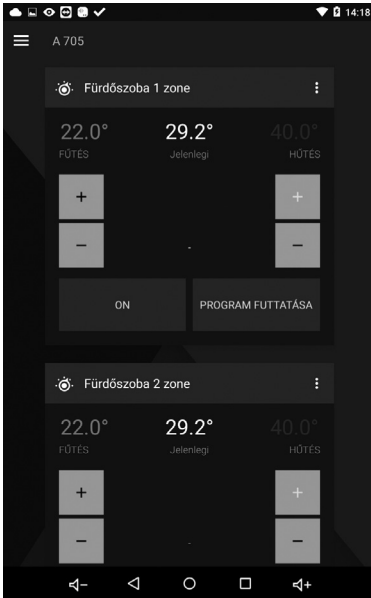 14:18
A 705
Fürdőszoba 1 zone
22.0° 29.2° 40.0°
FŰTÉS Jelenlegi HŰTÉS
+ +
− − -
ON PROGRAM FUTTATÁSA
Fürdőszoba 2 zone
22.0° 29.2° 40.0°
FŰTÉS Jelenlegi HŰTÉS
+ +
− - −